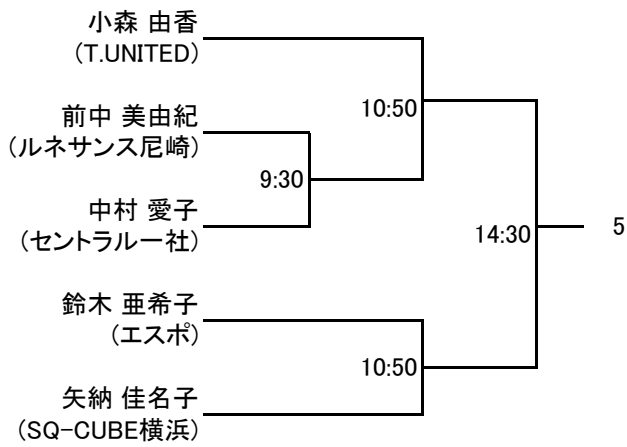 小森 由香
(T.UNITED)
10:50
前中 美由紀
(ルネサンス尼崎)
9:30
中村 愛子
(セントラルー社)
14:30
5
鈴木 亜希子
(エスポ)
10:50
矢納 佳名子
(SQ-CUBE横浜)